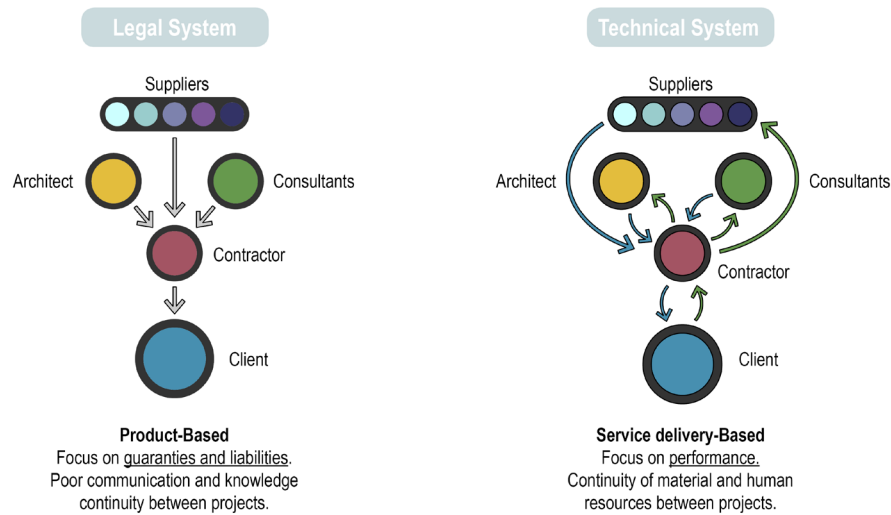 Legal System
Suppliers
Architect
Consultants
Contractor
Client
Product-Based
Focus on guaranties and liabilities.
Poor communication and knowledge
continuity between projects.
Technical System
Suppliers
Architect
Consultants
Contractor
Client
Service delivery-Based
Focus on performance.
Continuity of material and human
resources between projects.